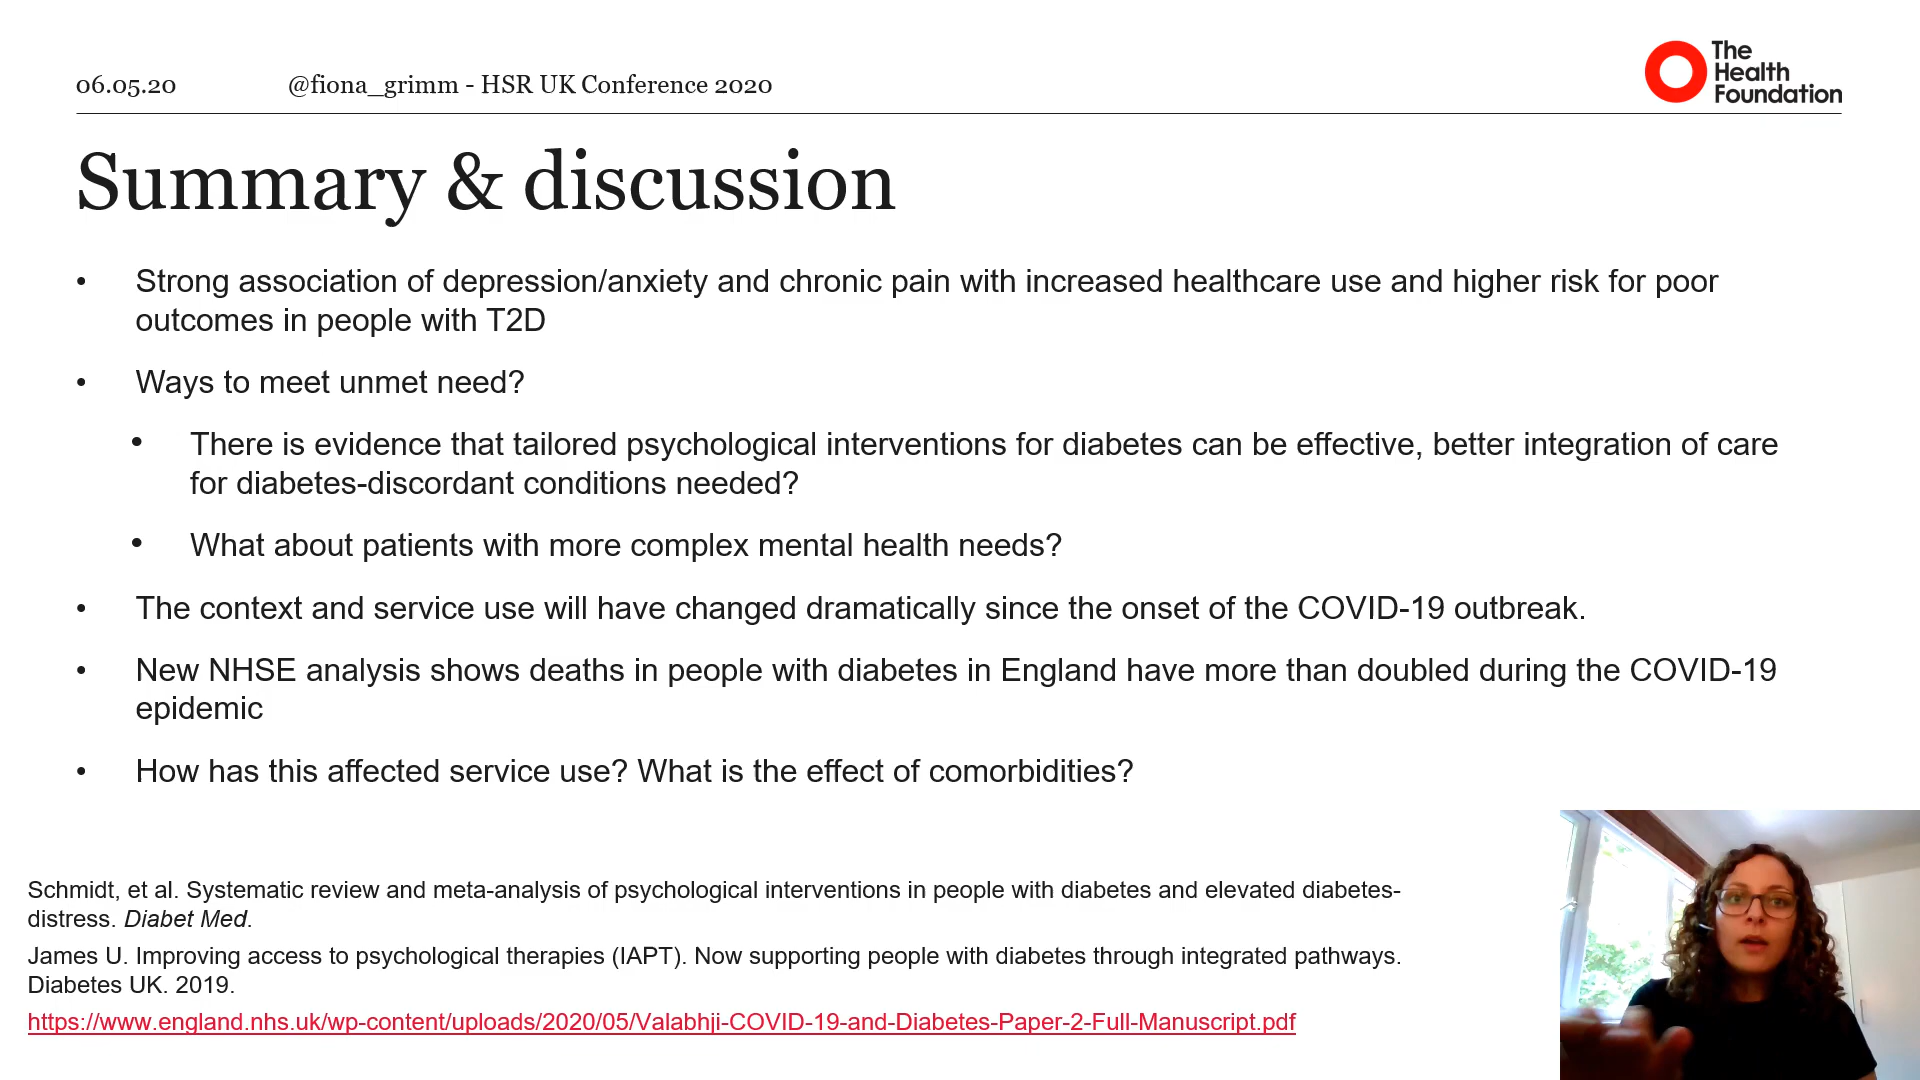 06.05.20 @fiona_grimm - HSR UK Conference 2020
The
Health
Foundation
Summary & discussion
• Strong association of depression/anxiety and chronic pain with increased healthcare use and higher risk for poor
outcomes in people with T2D
• Ways to meet unmet need?
• There is evidence that tailored psychological interventions for diabetes can be effective, better integration of care
for diabetes-discordant conditions needed?
• What about patients with more complex mental health needs?
• The context and service use will have changed dramatically since the onset of the COVID-19 outbreak.
• New NHSE analysis shows deaths in people with diabetes in England have more than doubled during the COVID-19
epidemic
• How has this affected service use? What is the effect of comorbidities?
Schmidt, et al. Systematic review and meta-analysis of psychological interventions in people with diabetes and elevated diabetes-
distress. Diabet Med.
James U. Improving access to psychological therapies (IAPT). Now supporting people with diabetes through integrated pathways.
Diabetes UK. 2019.
https://www.england.nhs.uk/wp-content/uploads/2020/05/Valabhji-COVID-19-and-Diabetes-Paper-2-Full-Manuscript.pdf